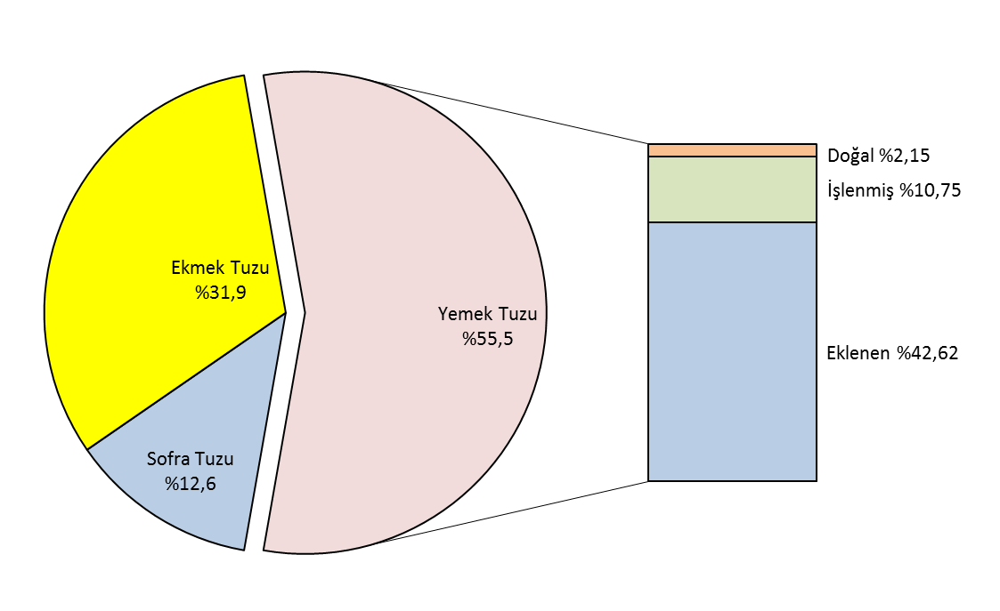 Ekmek Tuzu
%31,9
Sofra Tuzu
%12,6
Yemek Tuzu
%55,5
Doğal %2,15
İşlenmiş %10,75
Eklenen %42,62